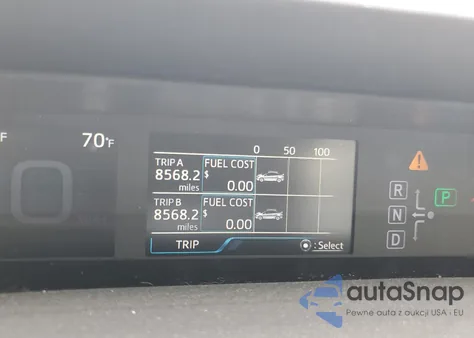 F
70°F
0 50 100
TRIP A FUEL COST
8568.2 $ 0.00
miles
TRIP B FUEL COST
8568.2 $ 0.00
miles
TRIP
: Select
R
P
N
D
autoSnap
Pewne auta z aukcji USA - EU